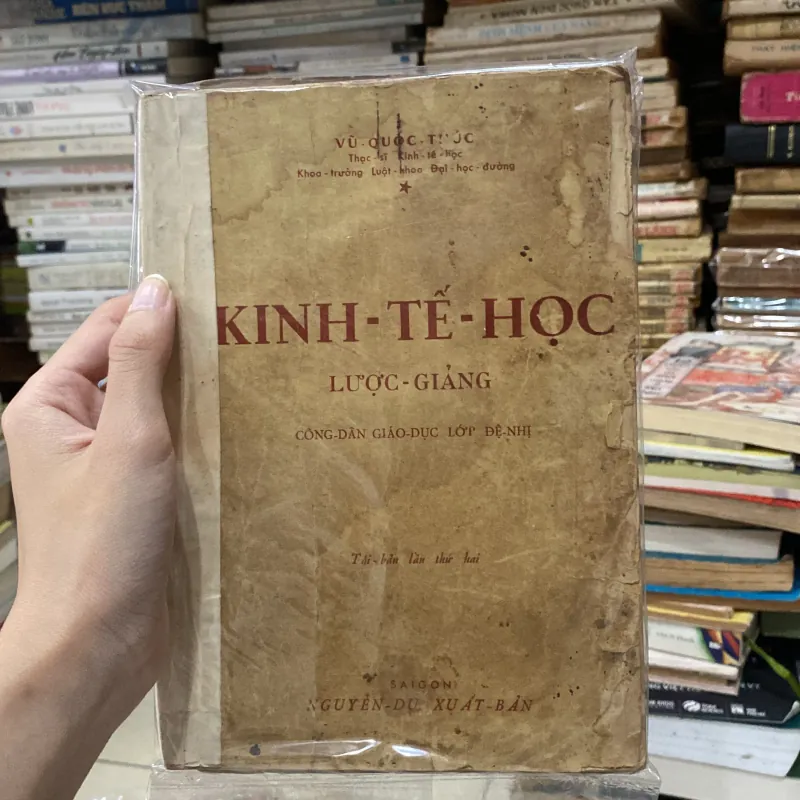 VŨ-QUỐC-THÚC
Thạc-sĩ Kinh-tế-Học
Khoa-trưởng Luật-khoa Đại-học-đường
KINH-TẾ-HỌC
LƯỢC-GIẢNG
CÔNG-DÂN GIÁO-DỤC LỚP ĐỆ-NHỊ
Tái-bản lần thứ hai
SAIGON
NGUYỄN-DU XUẤT-BẢN